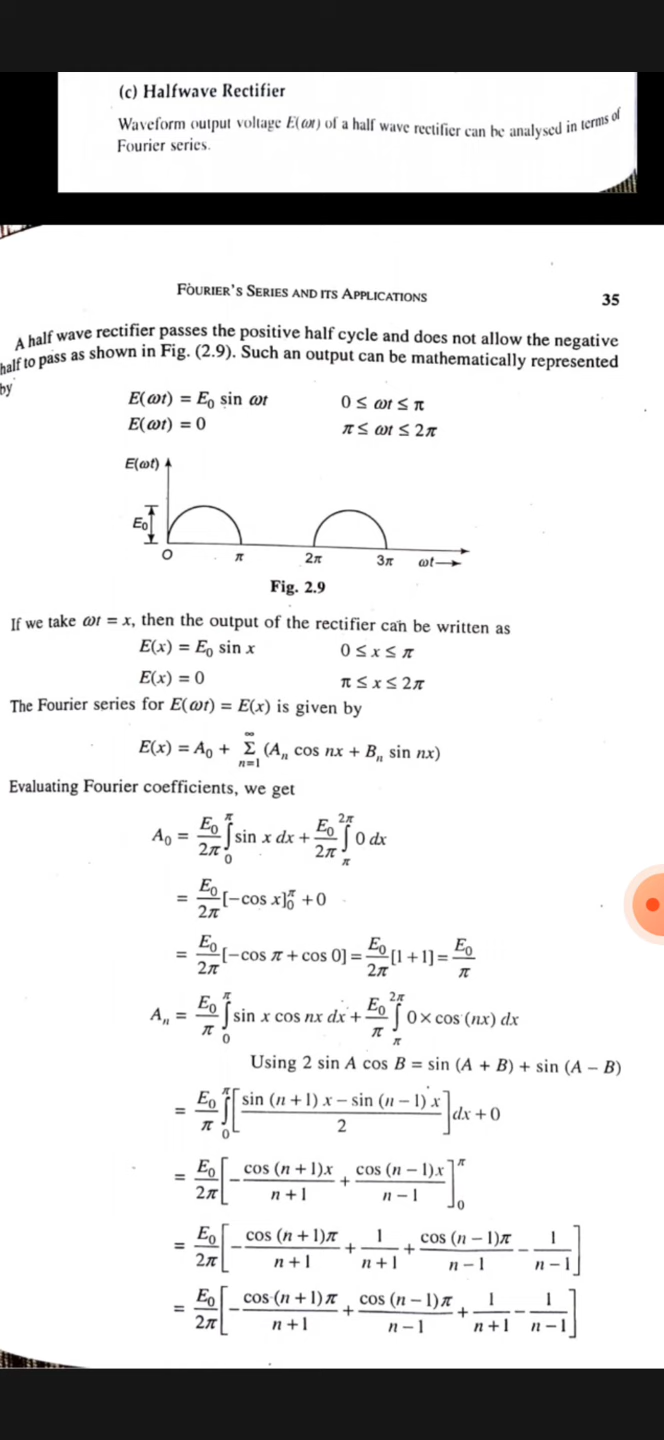 (c) Halfwave Rectifier
Waveform output voltage E(ωt) of a half wave rectifier can be analysed in terms of
Fourier series.
FOURIER'S SERIES AND ITS APPLICATIONS 35
A half wave rectifier passes the positive half cycle and does not allow the negative
half to pass as shown in Fig. (2.9). Such an output can be mathematically represented
by
E(ωt) = E₀ sin ωt 0 ≤ ωt ≤ π
E(ωt) = 0 π ≤ ωt ≤ 2π
E(ωt)
E₀
O π 2π 3π ωt→
Fig. 2.9
If we take ωt = x, then the output of the rectifier can be written as
E(x) = E₀ sin x 0 ≤ x ≤ π
E(x) = 0 π ≤ x ≤ 2π
The Fourier series for E(ωt) = E(x) is given by
E(x) = A₀ + ∑_{n=1}^{∞} (Aₙ cos nx + Bₙ sin nx)
Evaluating Fourier coefficients, we get
A₀ = E₀/2π ∫₀^π sin x dx + E₀/2π ∫_π^{2π} 0 dx
= E₀/2π [−cos x]₀^π + 0
= E₀/2π [−cos π + cos 0] = E₀/2π [1 + 1] = E₀/π
Aₙ = E₀/π ∫₀^π sin x cos nx dx + E₀/π ∫_π^{2π} 0 × cos (nx) dx
Using 2 sin A cos B = sin (A + B) + sin (A − B)
= E₀/π ∫₀^π [(sin (n + 1) x − sin (n − 1) x)/2] dx + 0
= E₀/2π [−cos (n + 1)x/(n + 1) + cos (n − 1)x/(n − 1)]₀^π
= E₀/2π [−cos (n + 1)π/(n + 1) + 1/(n + 1) + cos (n − 1)π/(n − 1) − 1/(n − 1)]
= E₀/2π [−cos (n + 1)π/(n + 1) + cos (n − 1)π/(n − 1) + 1/(n + 1) − 1/(n − 1)]